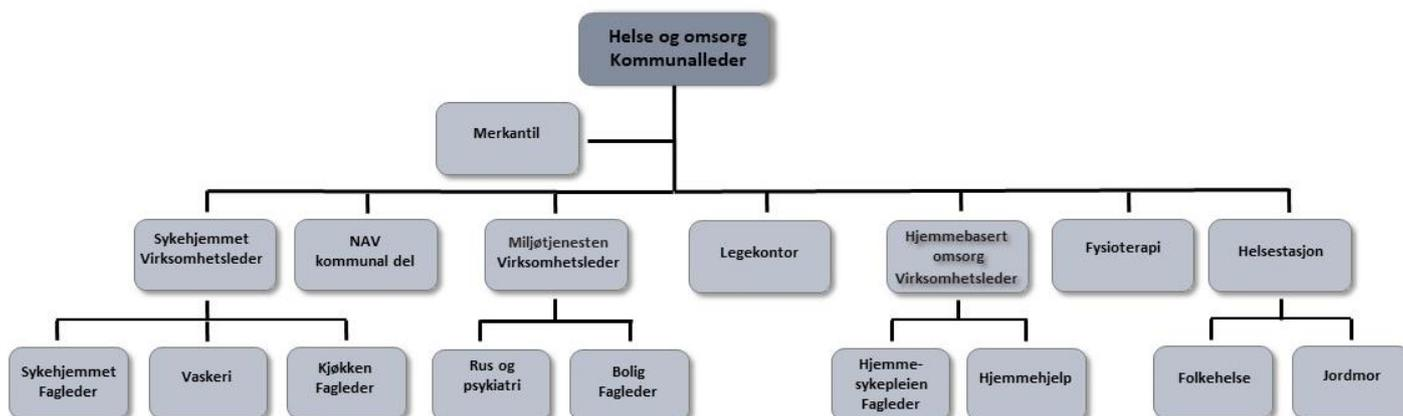 Helse og omsorg
Kommunalleder
Merkantil
Sykehjemmet
Virksomhetsleder
NAV
kommunal del
Miljøtjenesten
Virksomhetsleder
Legekontor
Hjemmebasert
omsorg
Virksomhetsleder
Fysioterapi
Helsestasjon
Sykehjemmet
Fagleder
Vaskeri
Kjøkken
Fagleder
Rus og
psykiatri
Bolig
Fagleder
Hjemme-
sykepleien
Fagleder
Hjemmehjelp
Folkehelse
Jordmor